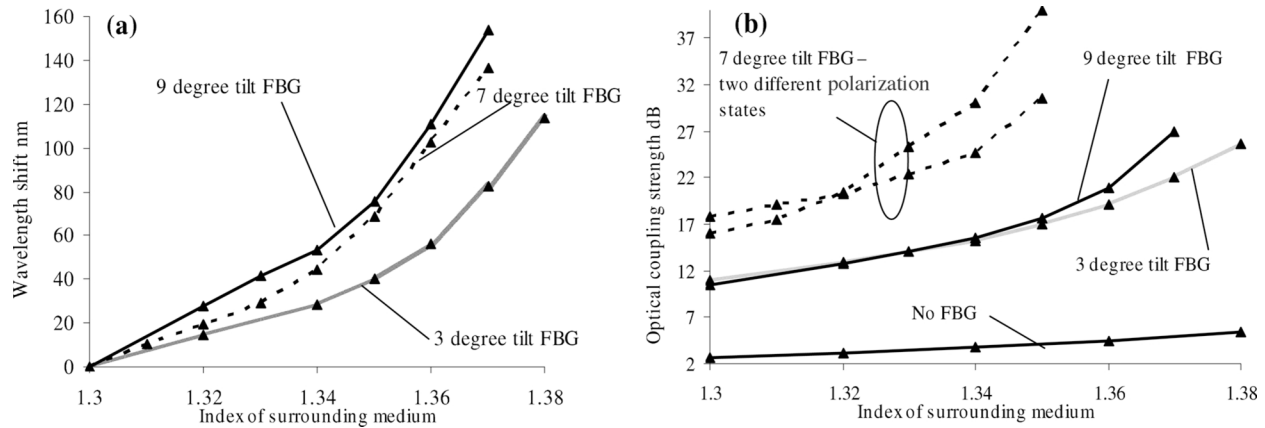 (a)
160
140
120
100
80
60
40
20
0
Wavelength shift nm
9 degree tilt FBG
7 degree tilt FBG
3 degree tilt FBG
1.3
1.32
1.34
1.36
1.38
Index of surrounding medium
(b)
37
32
27
22
17
12
7
2
Optical coupling strength dB
7 degree tilt FBG –
two different polarization
states
9 degree tilt FBG
3 degree tilt FBG
No FBG
1.3
1.32
1.34
1.36
1.38
Index of surrounding medium